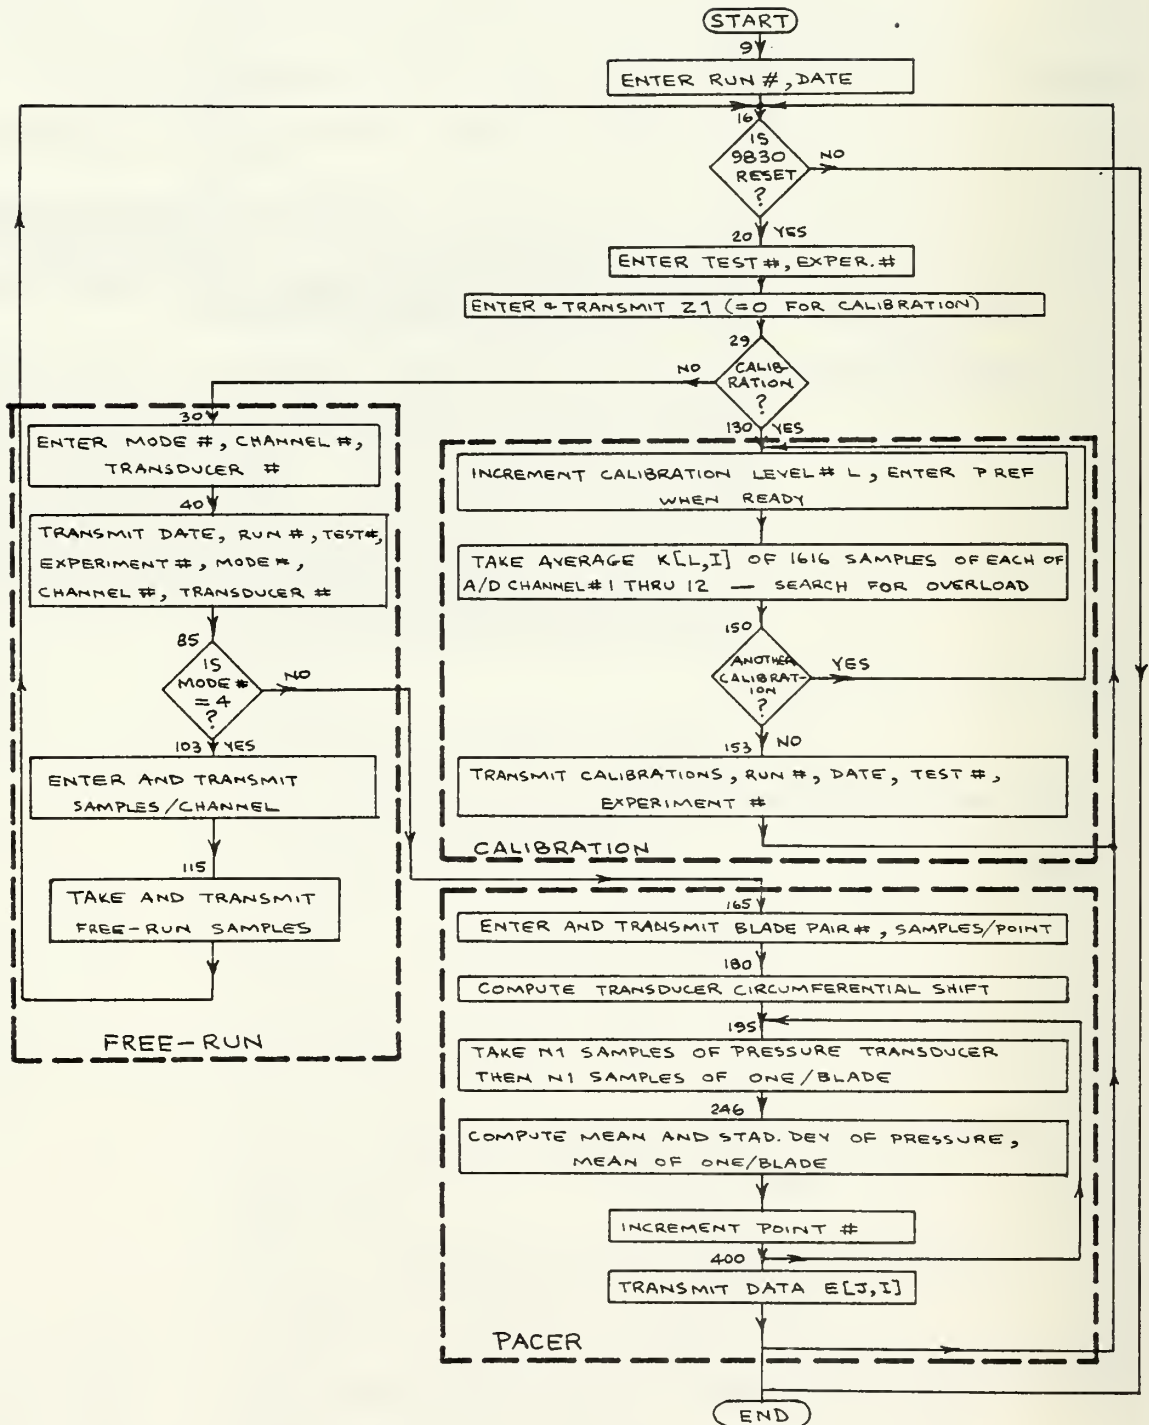 START
9
ENTER RUN #, DATE
16
IS
9830
RESET
?
NO
20
YES
ENTER TEST #, EXPER. #
ENTER & TRANSMIT Z1 (=0 FOR CALIBRATION)
29
CALIB-
RATION
?
NO
130
YES
30
ENTER MODE #, CHANNEL #,
TRANSDUCER #
40
TRANSMIT DATE, RUN #, TEST#,
EXPERIMENT #, MODE #,
CHANNEL #, TRANSDUCER #
85
IS
MODE #
= 4
?
NO
103
YES
ENTER AND TRANSMIT
SAMPLES/CHANNEL
115
TAKE AND TRANSMIT
FREE-RUN SAMPLES
FREE-RUN
INCREMENT CALIBRATION LEVEL # L, ENTER P REF
WHEN READY
TAKE AVERAGE K[L,I] OF 1616 SAMPLES OF EACH OF
A/D CHANNEL #1 THRU 12 — SEARCH FOR OVERLOAD
150
ANOTHER
CALIBRAT-
ION
?
YES
153
NO
TRANSMIT CALIBRATIONS, RUN #, DATE, TEST #,
EXPERIMENT #
CALIBRATION
165
ENTER AND TRANSMIT BLADE PAIR #, SAMPLES/POINT
180
COMPUTE TRANSDUCER CIRCUMFERENTIAL SHIFT
195
TAKE N1 SAMPLES OF PRESSURE TRANSDUCER
THEN N1 SAMPLES OF ONE/BLADE
246
COMPUTE MEAN AND STAD. DEV OF PRESSURE,
MEAN OF ONE/BLADE
INCREMENT POINT #
400
TRANSMIT DATA E[J,I]
PACER
END